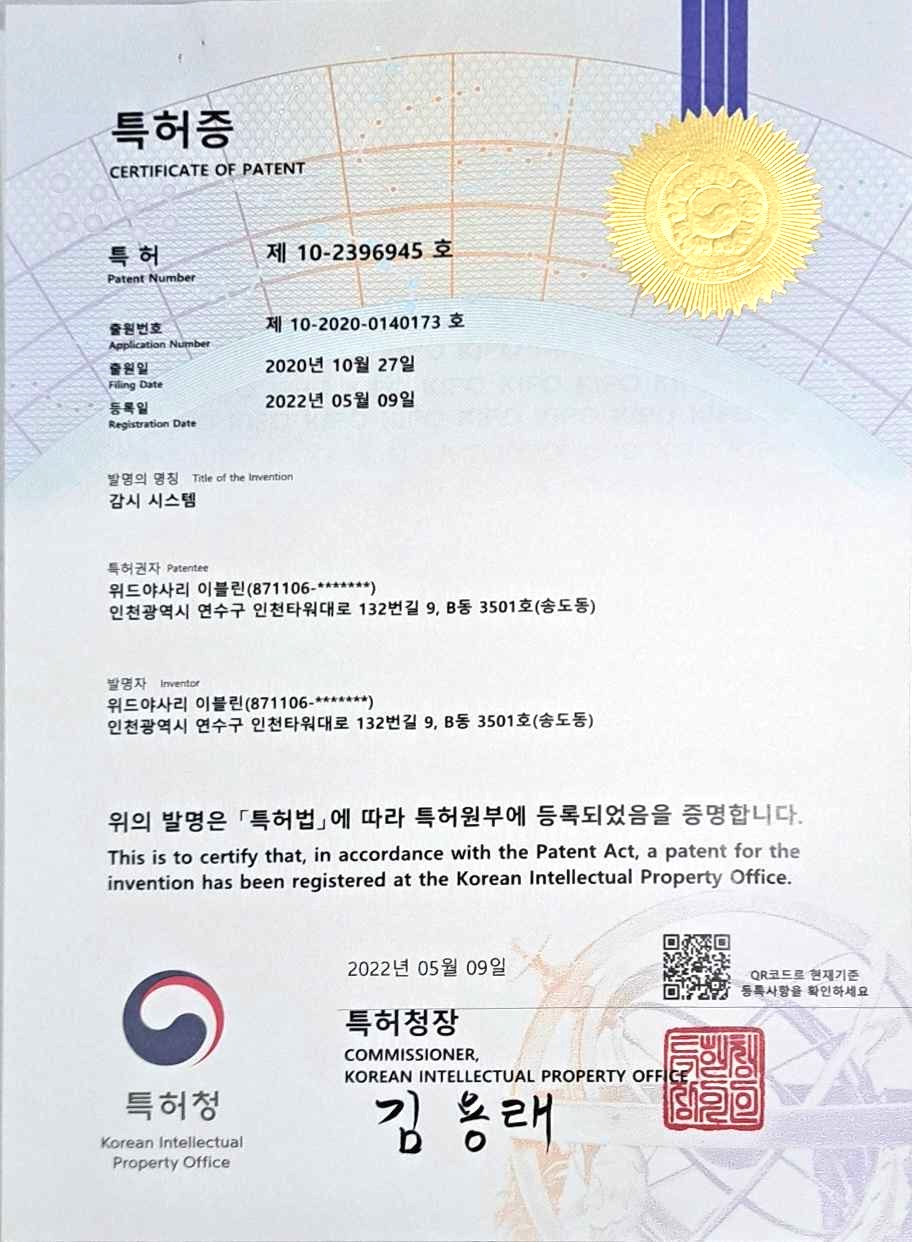 특허증
CERTIFICATE OF PATENT
특 허 제 10-2396945 호
Patent Number
출원번호 제 10-2020-0140173 호
Application Number
출원일 2020년 10월 27일
Filing Date
등록일 2022년 05월 09일
Registration Date
발명의 명칭 Title of the Invention
감시 시스템
특허권자 Patentee
위드야사리 이블린(871106-*******)
인천광역시 연수구 인천타워대로 132번길 9, B동 3501호(송도동)
발명자 Inventor
위드야사리 이블린(871106-*******)
인천광역시 연수구 인천타워대로 132번길 9, B동 3501호(송도동)
위의 발명은 「특허법」에 따라 특허원부에 등록되었음을 증명합니다.
This is to certify that, in accordance with the Patent Act, a patent for the
invention has been registered at the Korean Intellectual Property Office.
2022년 05월 09일
QR코드로 현재기준
등록사항을 확인하세요
특허청장
COMMISSIONER,
KOREAN INTELLECTUAL PROPERTY OFFICE
김용래
특허청
Korean Intellectual
Property Office